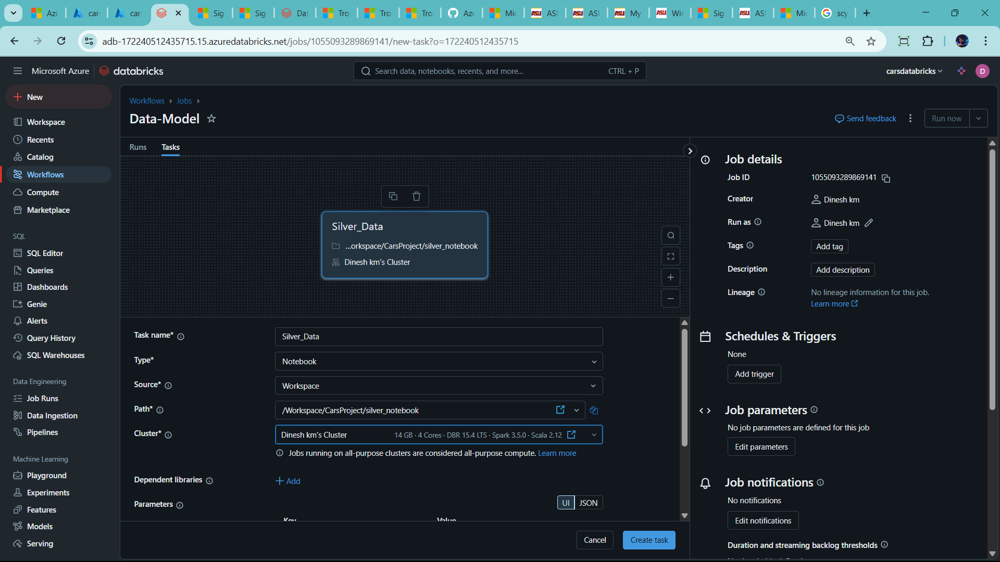 Azu
car
cars
Sig
Sig
Dat
Tro
Tro
Tro
Azu
Mic
ASU
ASU
My
Win
Sig
ASU
Mic
scy
adb-172240512435715.15.azuredatabricks.net/jobs/1055093289869141/new-task?o=172240512435715
Microsoft Azure
databricks
Search data, notebooks, recents, and more...
CTRL + P
carsdatabricks
D
New
Workspace
Recents
Catalog
Workflows
Compute
Marketplace
SQL
SQL Editor
Queries
Dashboards
Genie
Alerts
Query History
SQL Warehouses
Data Engineering
Job Runs
Data Ingestion
Pipelines
Machine Learning
Playground
Experiments
Features
Models
Serving
Workflows › Jobs ›
Data-Model
Send feedback
Run now
Runs
Tasks
Silver_Data
...orkspace/CarsProject/silver_notebook
Dinesh km's Cluster
Task name* Silver_Data
Type* Notebook
Source* Workspace
Path* /Workspace/CarsProject/silver_notebook
Cluster* Dinesh km's Cluster 14 GB · 4 Cores · DBR 15.4 LTS · Spark 3.5.0 · Scala 2.12
Jobs running on all-purpose clusters are considered all-purpose compute. Learn more
Dependent libraries + Add
Parameters UI JSON
Key Value
Cancel
Create task
Job details
Job ID 1055093289869141
Creator Dinesh km
Run as Dinesh km
Tags Add tag
Description Add description
Lineage No lineage information for this job.
Learn more
Schedules & Triggers
None
Add trigger
Job parameters
No job parameters are defined for this job
Edit parameters
Job notifications
No notifications
Edit notifications
Duration and streaming backlog thresholds